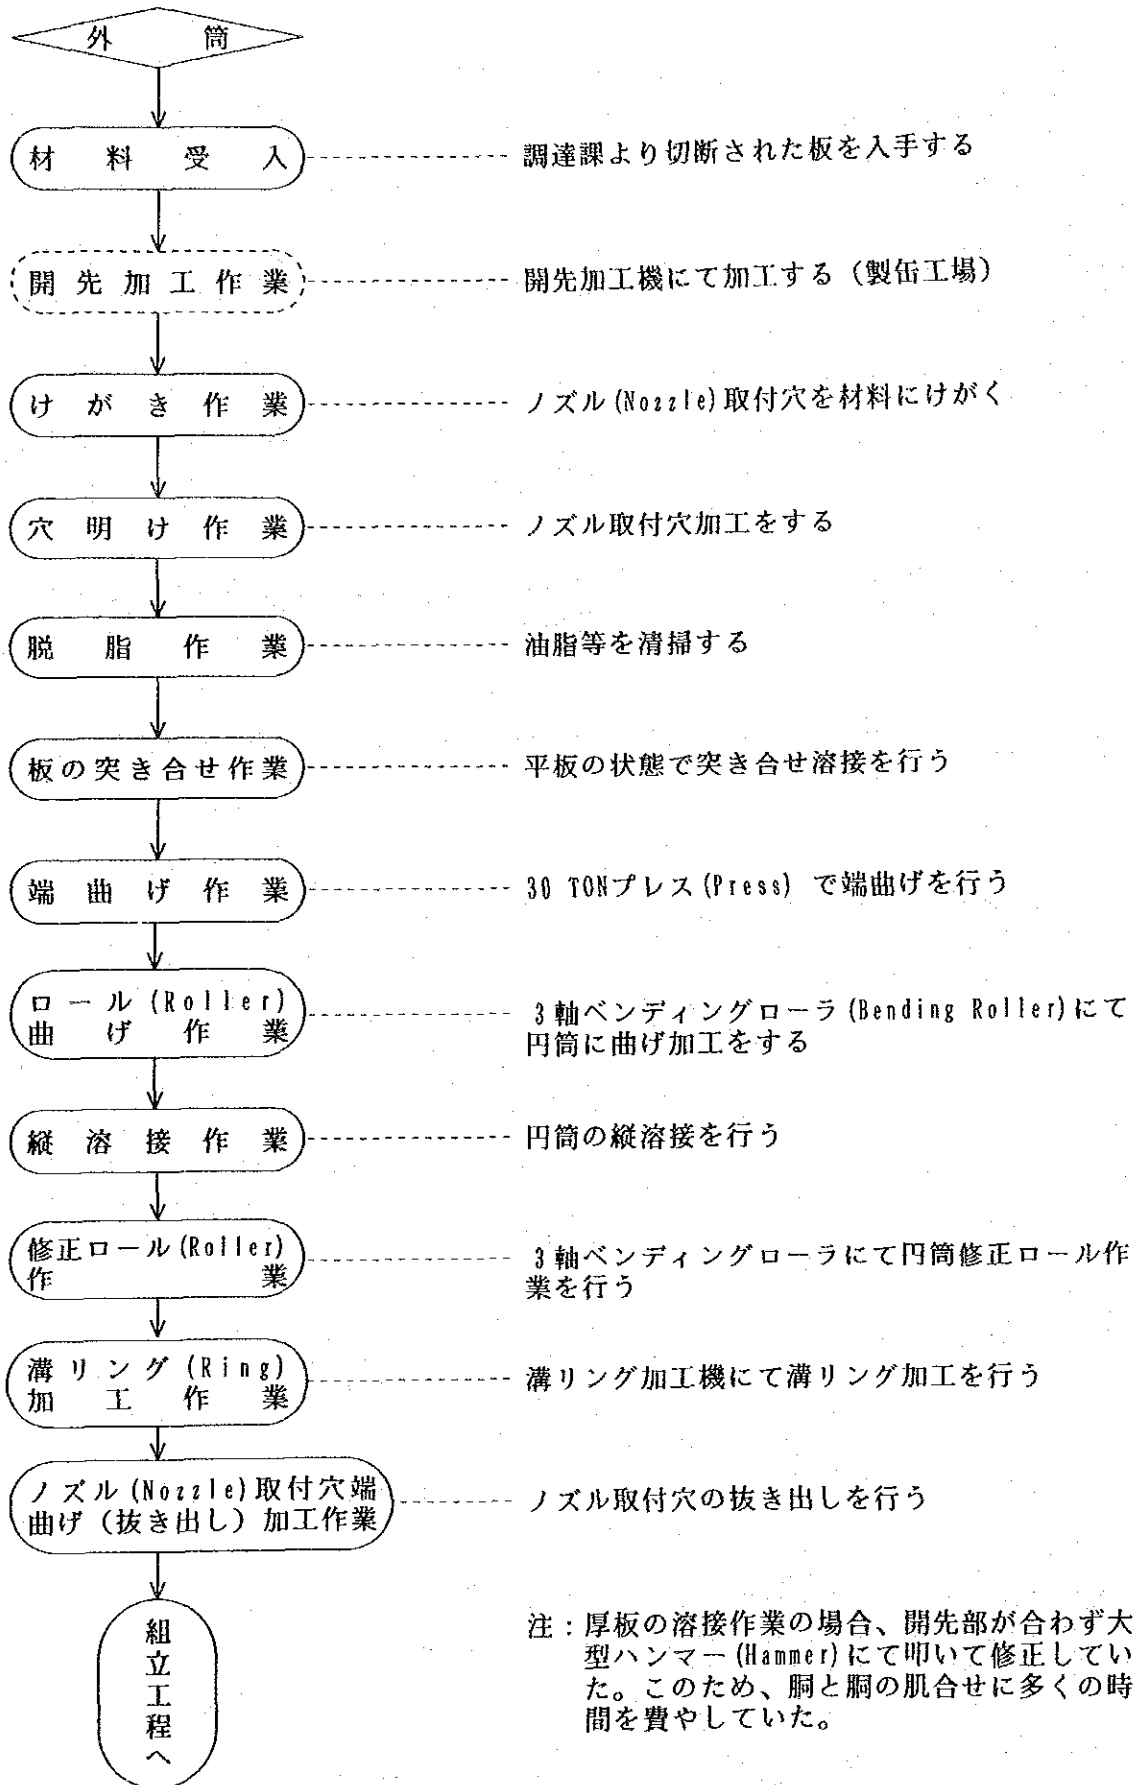 外筒
材料受入
調達課より切断された板を入手する
開先加工作業
開先加工機にて加工する（製缶工場）
けがき作業
ノズル(Nozzle)取付穴を材料にけがく
穴明け作業
ノズル取付穴加工をする
脱脂作業
油脂等を清掃する
板の突き合せ作業
平板の状態で突き合せ溶接を行う
端曲げ作業
30 TONプレス(Press) で端曲げを行う
ロール(Roller)
曲げ作業
3軸ベンディングローラ(Bending Roller)にて
円筒に曲げ加工をする
縦溶接作業
円筒の縦溶接を行う
修正ロール(Roller)
作業
3軸ベンディングローラにて円筒修正ロール作
業を行う
溝リング(Ring)
加工作業
溝リング加工機にて溝リング加工を行う
ノズル(Nozzle)取付穴端
曲げ（抜き出し）加工作業
ノズル取付穴の抜き出しを行う
組立工程へ
注：厚板の溶接作業の場合、開先部が合わず大
型ハンマー(Hammer)にて叩いて修正してい
た。このため、胴と胴の肌合せに多くの時
間を費やしていた。